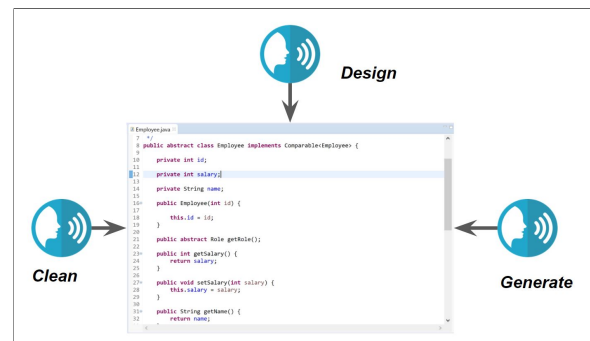 Design
Employee.java
7 */
8 public abstract class Employee implements Comparable<Employee> {
9
10 private int id;
11
12 private int salary;
13
14 private String name;
15
16 public Employee(int id) {
17
18 this.id = id;
19 }
20
21 public abstract Role getRole();
22
23 public int getSalary() {
24 return salary;
25 }
26
27 public void setSalary(int salary) {
28 this.salary = salary;
29 }
30
31 public String getName() {
32 return name;
Clean
Generate